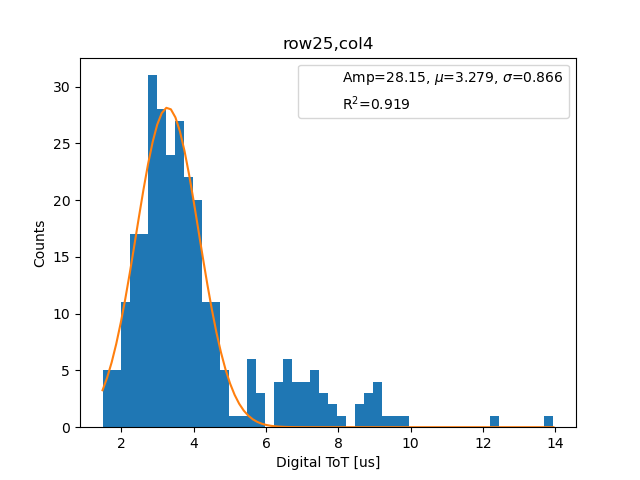 row25,col4
Amp=28.15, μ=3.279, σ=0.866
R²=0.919
30
25
20
15
10
5
0
Counts
2 4 6 8 10 12 14
Digital ToT [us]